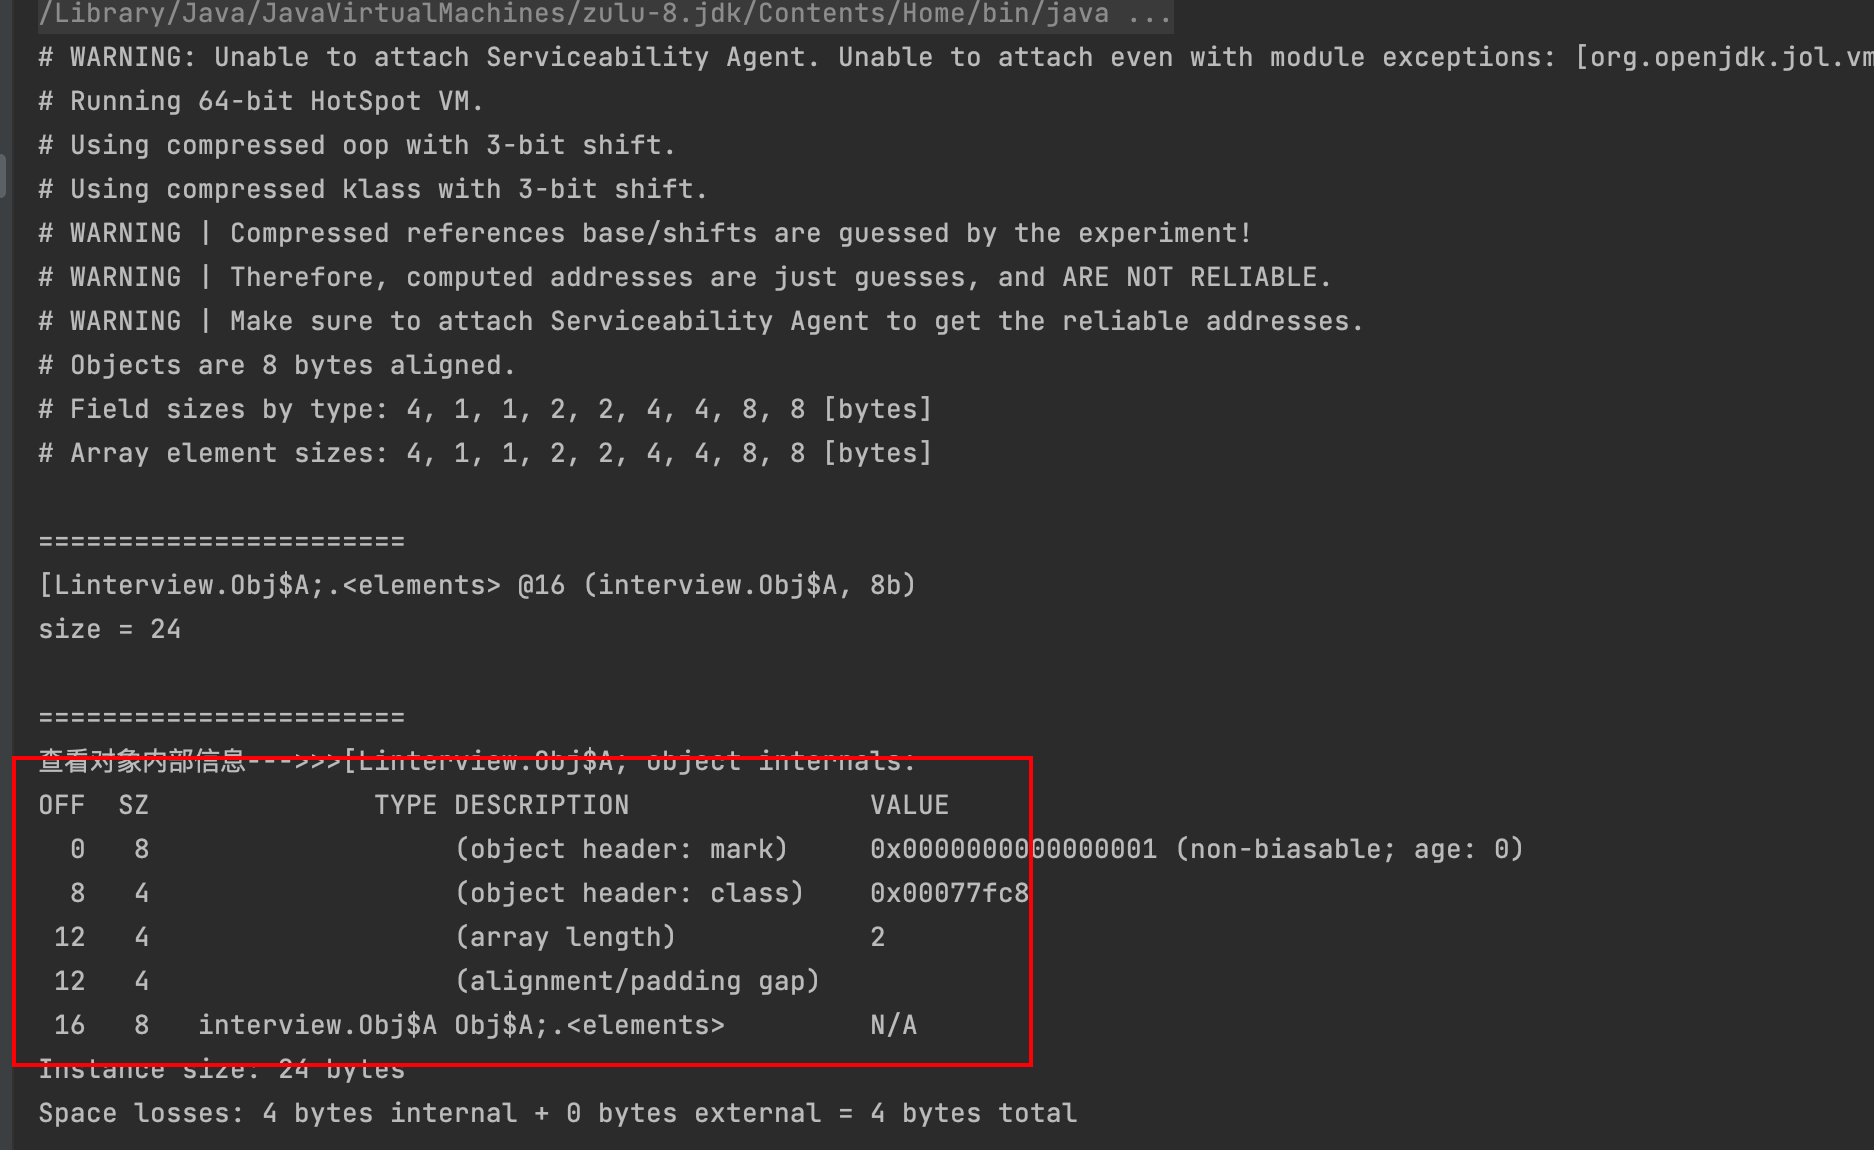 /Library/Java/JavaVirtualMachines/zulu-8.jdk/Contents/Home/bin/java ...
# WARNING: Unable to attach Serviceability Agent. Unable to attach even with module exceptions: [org.openjdk.jol.vm
# Running 64-bit HotSpot VM.
# Using compressed oop with 3-bit shift.
# Using compressed klass with 3-bit shift.
# WARNING | Compressed references base/shifts are guessed by the experiment!
# WARNING | Therefore, computed addresses are just guesses, and ARE NOT RELIABLE.
# WARNING | Make sure to attach Serviceability Agent to get the reliable addresses.
# Objects are 8 bytes aligned.
# Field sizes by type: 4, 1, 1, 2, 2, 4, 4, 8, 8 [bytes]
# Array element sizes: 4, 1, 1, 2, 2, 4, 4, 8, 8 [bytes]
=======================
[Linterview.Obj$A;.<elements> @16 (interview.Obj$A, 8b)
size = 24
=======================
查看对象内部信息--->>>[Linterview.Obj$A; object internals:
OFF  SZ              TYPE DESCRIPTION               VALUE
  0   8                   (object header: mark)     0x0000000000000001 (non-biasable; age: 0)
  8   4                   (object header: class)    0x00077fc8
 12   4                   (array length)            2
 12   4                   (alignment/padding gap)
 16   8   interview.Obj$A Obj$A;.<elements>         N/A
Instance size: 24 bytes
Space losses: 4 bytes internal + 0 bytes external = 4 bytes total